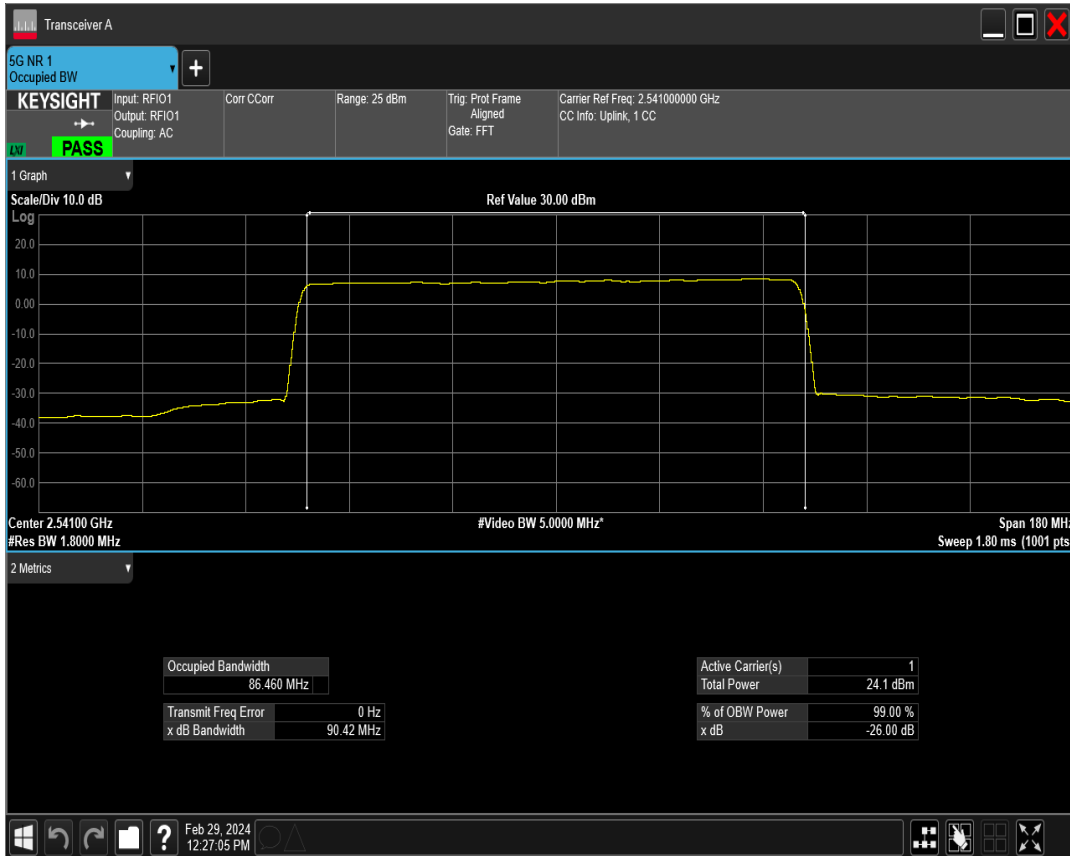 Transceiver A
5G NR 1
Occupied BW
+
KEYSIGHT
LXI
PASS
Input: RFIO1
Output: RFIO1
Coupling: AC
Corr CCorr
Range: 25 dBm
Trig: Prot Frame
Aligned
Gate: FFT
Carrier Ref Freq: 2.541000000 GHz
CC Info: Uplink, 1 CC
1 Graph
Scale/Div 10.0 dB
Ref Value 30.00 dBm
Log
20.0
10.0
0.00
-10.0
-20.0
-30.0
-40.0
-50.0
-60.0
Center 2.54100 GHz
#Video BW 5.0000 MHz*
Span 180 MHz
#Res BW 1.8000 MHz
Sweep 1.80 ms (1001 pts
2 Metrics
Occupied Bandwidth
86.460 MHz
Transmit Freq Error 0 Hz
x dB Bandwidth 90.42 MHz
Active Carrier(s) 1
Total Power 24.1 dBm
% of OBW Power 99.00 %
x dB -26.00 dB
?
Feb 29, 2024
12:27:05 PM